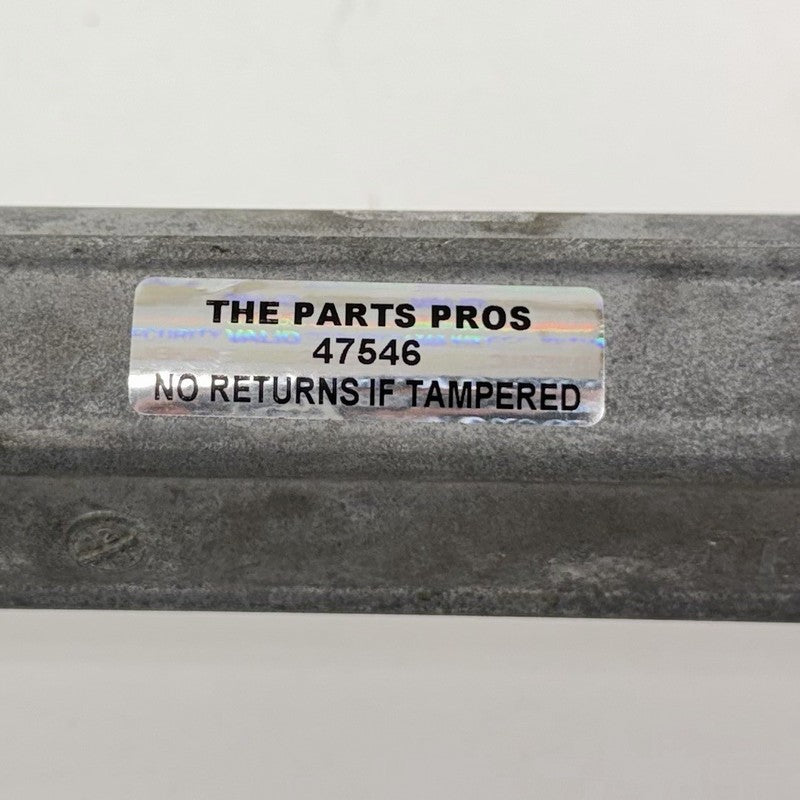 THE PARTS PROS
47546
NO RETURNS IF TAMPERED